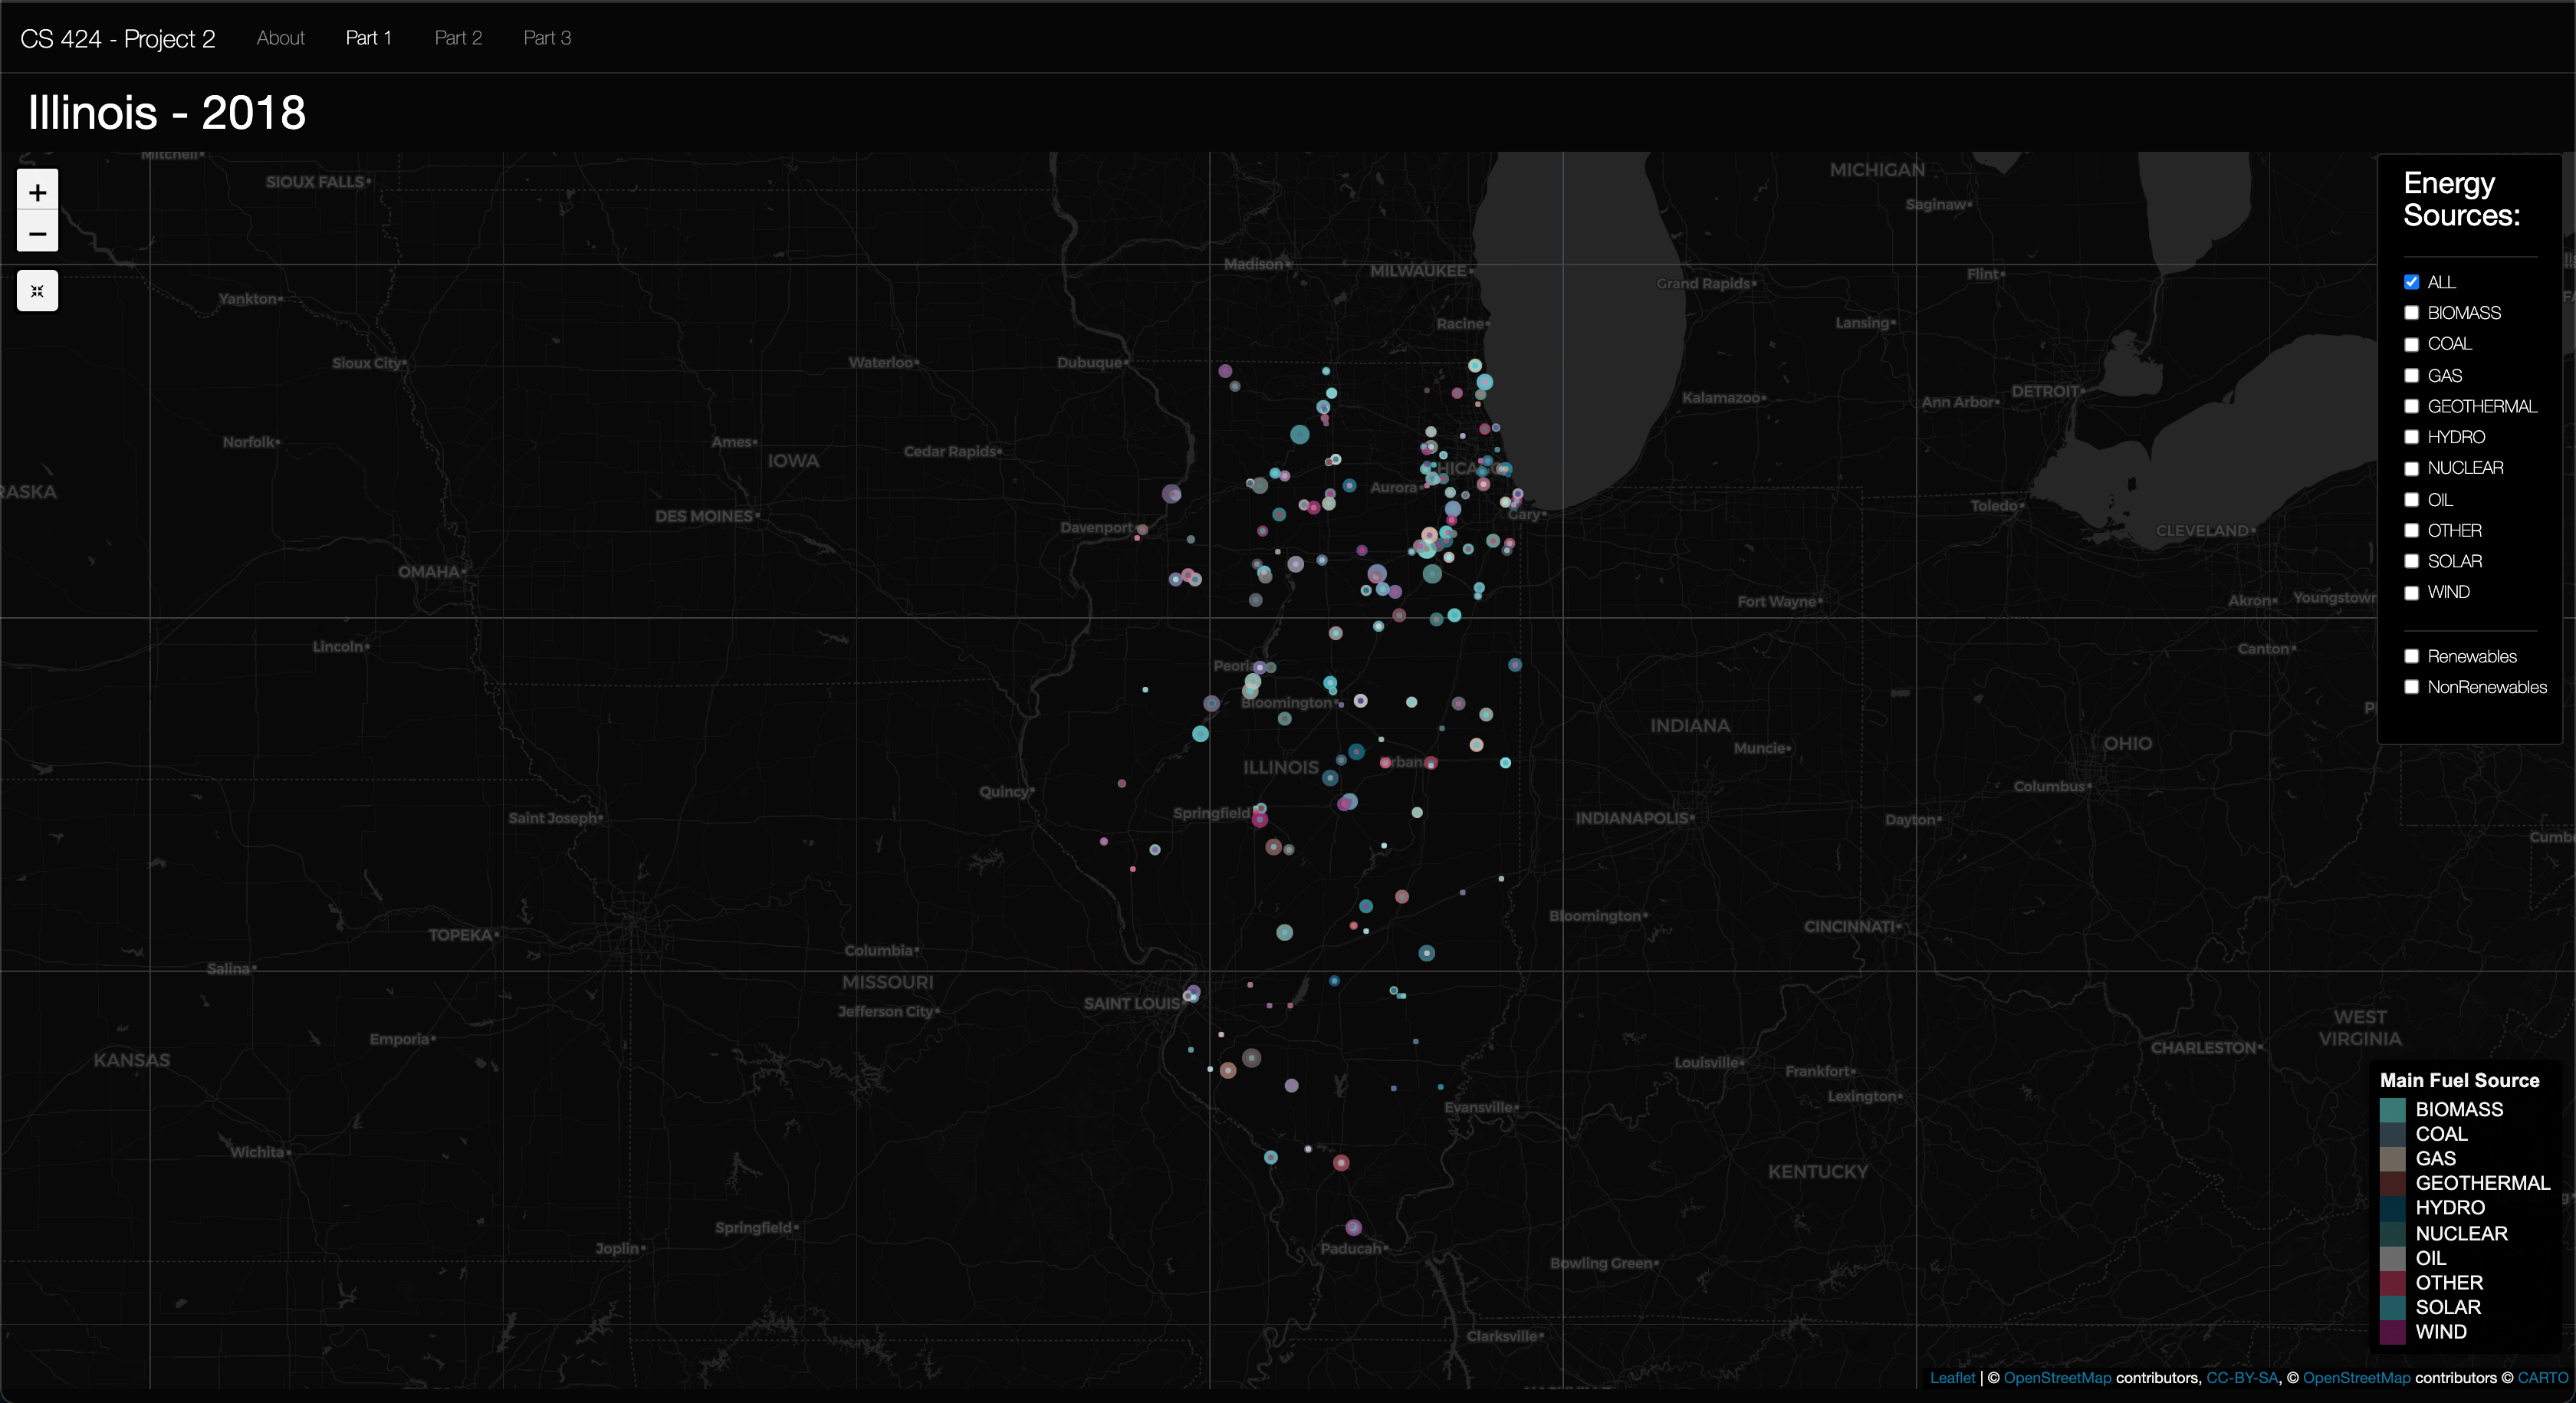 CS 424 - Project 2
About
Part 1
Part 2
Part 3
Illinois - 2018
+
−
Mitchell
SIOUX FALLS
MICHIGAN
Saginaw
Madison
MILWAUKEE
Grand Rapids
Flint
Yankton
Racine
Lansing
Sioux City
Waterloo
Dubuque
DETROIT
Kalamazoo
Ann Arbor
Norfolk
Ames
Cedar Rapids
IOWA
Aurora
DES MOINES
Davenport
Gary
Toledo
CLEVELAND
OMAHA
Fort Wayne
Akron
Youngstown
Lincoln
Canton
Peoria
Bloomington
INDIANA
Muncie
OHIO
ILLINOIS
Quincy
Columbus
Saint Joseph
Springfield
INDIANAPOLIS
Dayton
Bloomington
CINCINNATI
TOPEKA
Columbia
Salina
MISSOURI
SAINT LOUIS
Jefferson City
WEST
VIRGINIA
Emporia
KANSAS
CHARLESTON
Louisville
Frankfort
Lexington
Evansville
Wichita
KENTUCKY
Springfield
Joplin
Paducah
Bowling Green
Clarksville
Energy
Sources:
ALL
BIOMASS
COAL
GAS
GEOTHERMAL
HYDRO
NUCLEAR
OIL
OTHER
SOLAR
WIND
Renewables
NonRenewables
Main Fuel Source
BIOMASS
COAL
GAS
GEOTHERMAL
HYDRO
NUCLEAR
OIL
OTHER
SOLAR
WIND
Leaflet | © OpenStreetMap contributors, CC-BY-SA, © OpenStreetMap contributors © CARTO